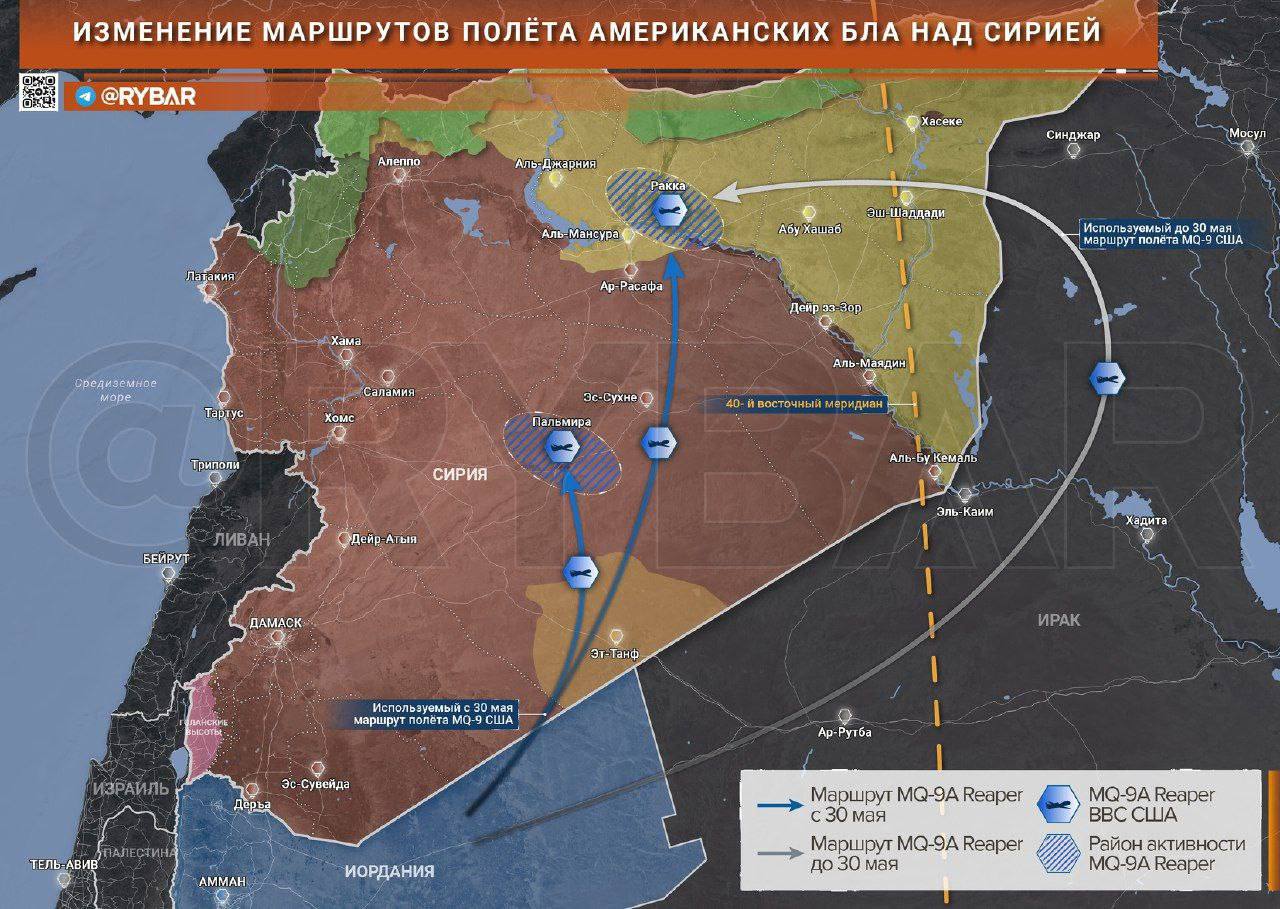 ИЗМЕНЕНИЕ МАРШРУТОВ ПОЛЁТА АМЕРИКАНСКИХ БЛА НАД СИРИЕЙ
@RYBAR
Хасеке
Синджар
Мосул
Алеппо
Аль-Джарния
Ракка
Эш-Шаддади
Абу Хашаб
Аль-Мансура
Используемый до 30 мая
маршрут полёта MQ-9 США
Латакия
Ар-Расафа
Дейр эз-Зор
Хама
Аль-Маядин
Средиземное
море
Саламия
Эс-Сухне
40- й восточный меридиан
Тартус
Хомс
Пальмира
@RYBAR
Триполи
СИРИЯ
Аль-Бу Кемаль
Эль-Каим
Хадита
ЛИВАН
Дейр-Атыя
БЕЙРУТ
ДАМАСК
ИРАК
Эт-Танф
Используемый с 30 мая
маршрут полёта MQ-9 США
ГОЛАНСКИЕ
ВЫСОТЫ
Ар-Рутба
ИЗРАИЛЬ
Эс-Сувейда
Деръа
ПАЛЕСТИНА
ТЕЛЬ-АВИВ
АММАН
ИОРДАНИЯ
Маршрут MQ-9A Reaper
с 30 мая
MQ-9A Reaper
ВВС США
Маршрут MQ-9A Reaper
до 30 мая
Район активности
MQ-9A Reaper